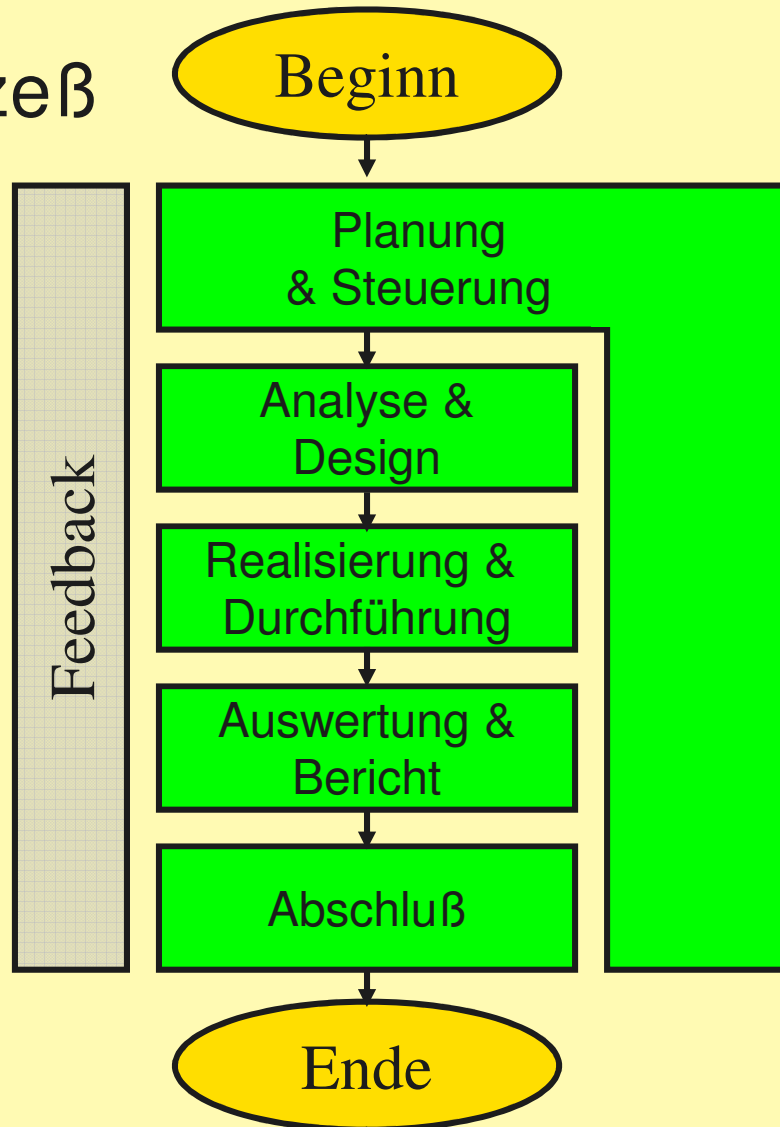 zeß
Beginn
Planung
& Steuerung
Analyse &
Design
Realisierung &
Durchführung
Auswertung &
Bericht
Abschluß
Ende
Feedback